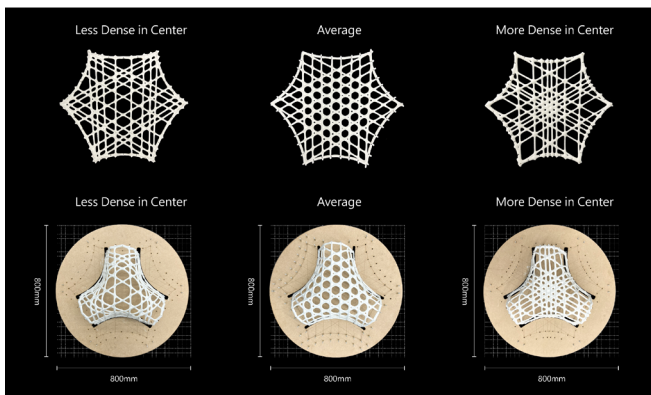 Less Dense in Center
Average
More Dense in Center
Less Dense in Center
Average
More Dense in Center
800mm
800mm
800mm
800mm
800mm
800mm